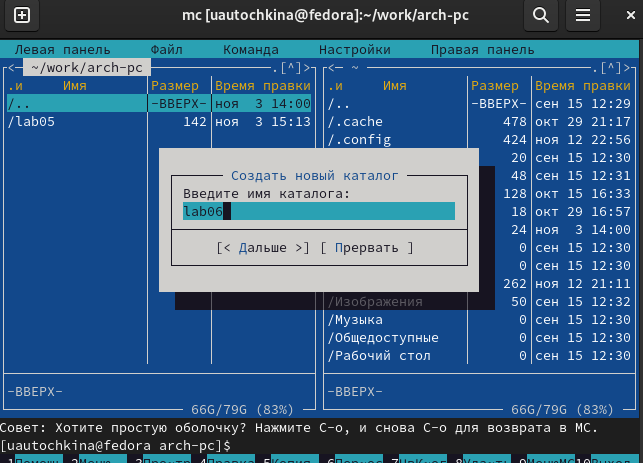 mc [uautochkina@fedora]:~/work/arch-pc
Левая панель Файл Команда Настройки Правая панель
<— ~/work/arch-pc .[^]> <— ~ .[^]>
.и Имя Размер Время правки .и Имя Размер Время правки
/.. -ВВЕРХ- ноя 3 14:00 /.. -ВВЕРХ- сен 15 12:29
/lab05 142 ноя 3 15:13 /.cache 478 окт 29 21:17
/.config 424 ноя 12 22:56
20 сен 15 12:30
Создать новый каталог 48 сен 15 12:31
Введите имя каталога: 128 окт 15 16:33
lab06 18 окт 29 16:57
24 ноя 3 14:00
0 сен 15 12:30
[< Дальше >] [ Прервать ]
0 сен 15 12:30
262 ноя 12 21:11
/Изображения 50 сен 15 12:32
/Музыка 0 сен 15 12:30
/Общедоступные 0 сен 15 12:30
/Рабочий стол 0 сен 15 12:30
-ВВЕРХ- -ВВЕРХ-
66G/79G (83%) 66G/79G (83%)
Совет: Хотите простую оболочку? Нажмите C-o, и снова C-o для возврата в MC.
[uautochkina@fedora arch-pc]$